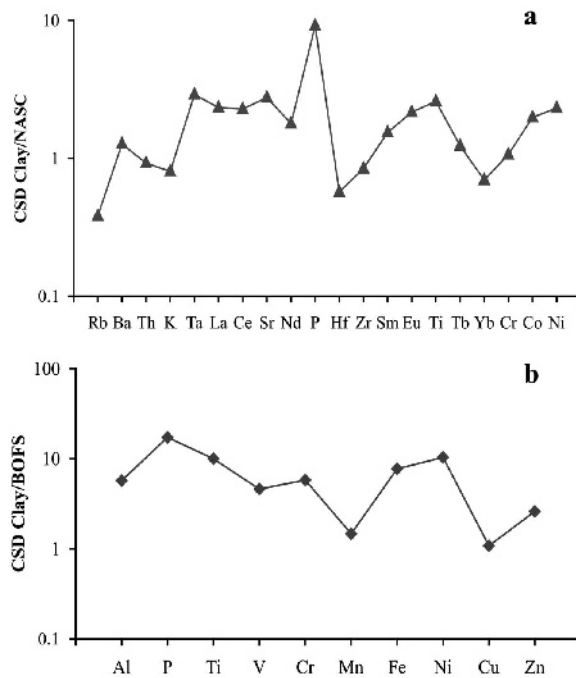 a
10
1
0.1
CSD Clay/NASC
Rb Ba Th K Ta La Ce Sr Nd P Hf Zr Sm Eu Ti Tb Yb Cr Co Ni
b
100
10
1
0.1
CSD Clay/BOFS
Al P Ti V Cr Mn Fe Ni Cu Zn